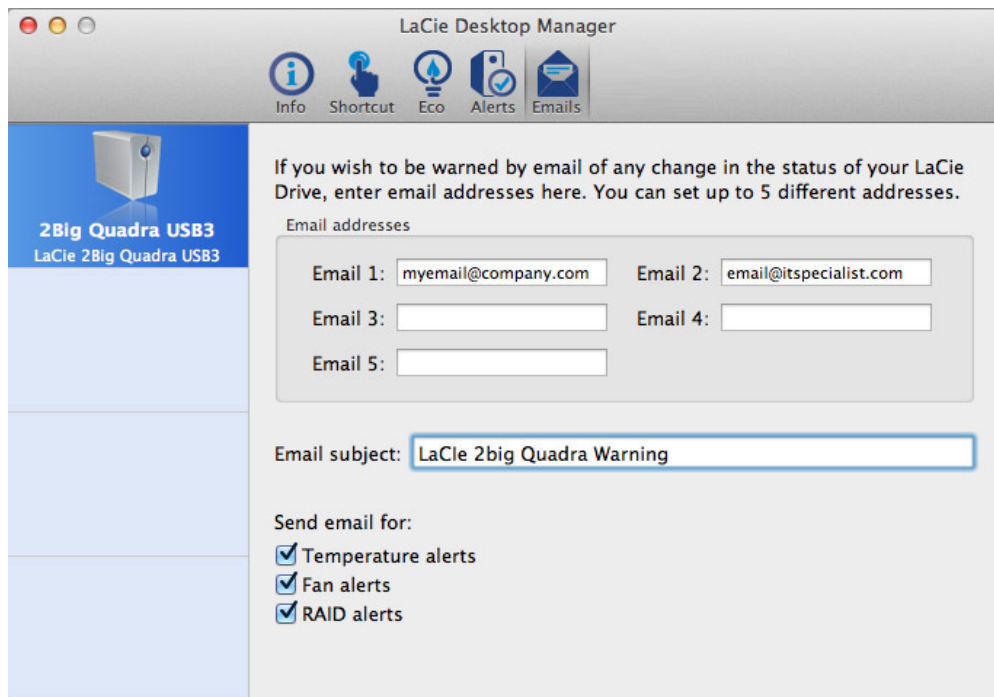 LaCie Desktop Manager
Info Shortcut Eco Alerts Emails
2Big Quadra USB3
LaCie 2Big Quadra USB3
If you wish to be warned by email of any change in the status of your LaCie
Drive, enter email addresses here. You can set up to 5 different addresses.
Email addresses
Email 1: myemail@company.com Email 2: email@itspecialist.com
Email 3: Email 4:
Email 5:
Email subject: LaCIe 2big Quadra Warning
Send email for:
Temperature alerts
Fan alerts
RAID alerts